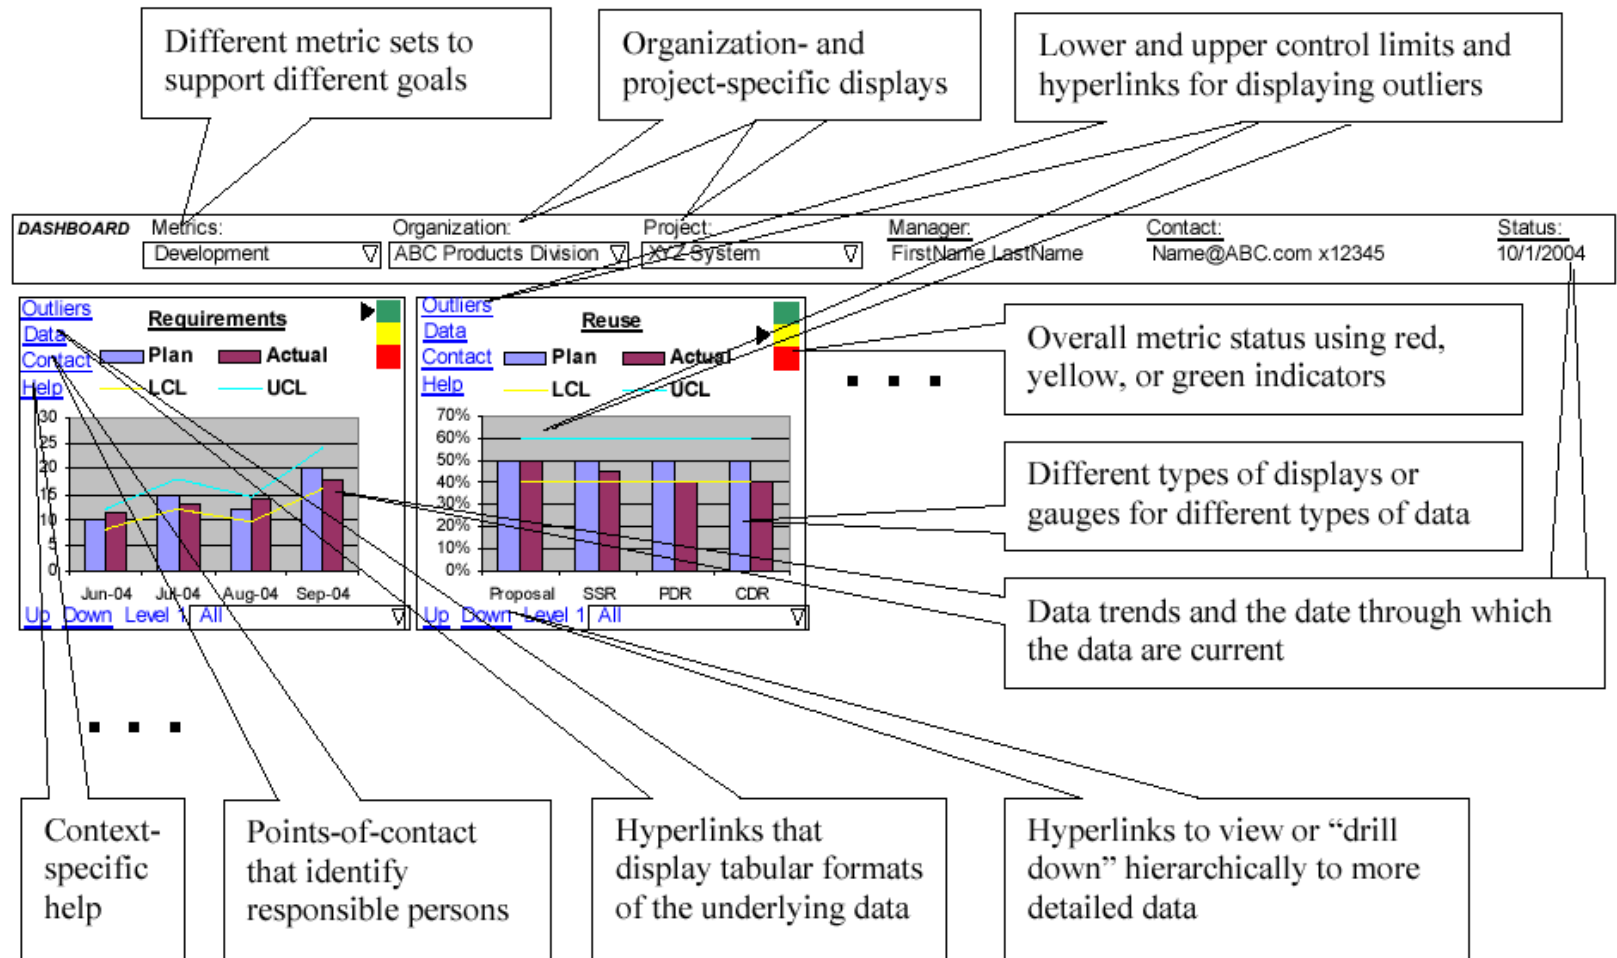 Different metric sets to
support different goals
Organization- and
project-specific displays
Lower and upper control limits and
hyperlinks for displaying outliers
DASHBOARD Metrics: Organization: Project: Manager: Contact: Status:
Development ABC Products Division XYZ System FirstName LastName Name@ABC.com x12345 10/1/2004
Outliers
Data
Contact
Help
Requirements
Plan Actual
LCL UCL
30
25
20
15
10
5
0
Jun-04 Jul-04 Aug-04 Sep-04
Up Down Level 1 All
Outliers
Data
Contact
Help
Reuse
Plan Actual
LCL UCL
70%
60%
50%
40%
30%
20%
10%
0%
Proposal SSR PDR CDR
Up Down Level 1 All
Overall metric status using red,
yellow, or green indicators
Different types of displays or
gauges for different types of data
Data trends and the date through which
the data are current
Context-
specific
help
Points-of-contact
that identify
responsible persons
Hyperlinks that
display tabular formats
of the underlying data
Hyperlinks to view or “drill
down” hierarchically to more
detailed data